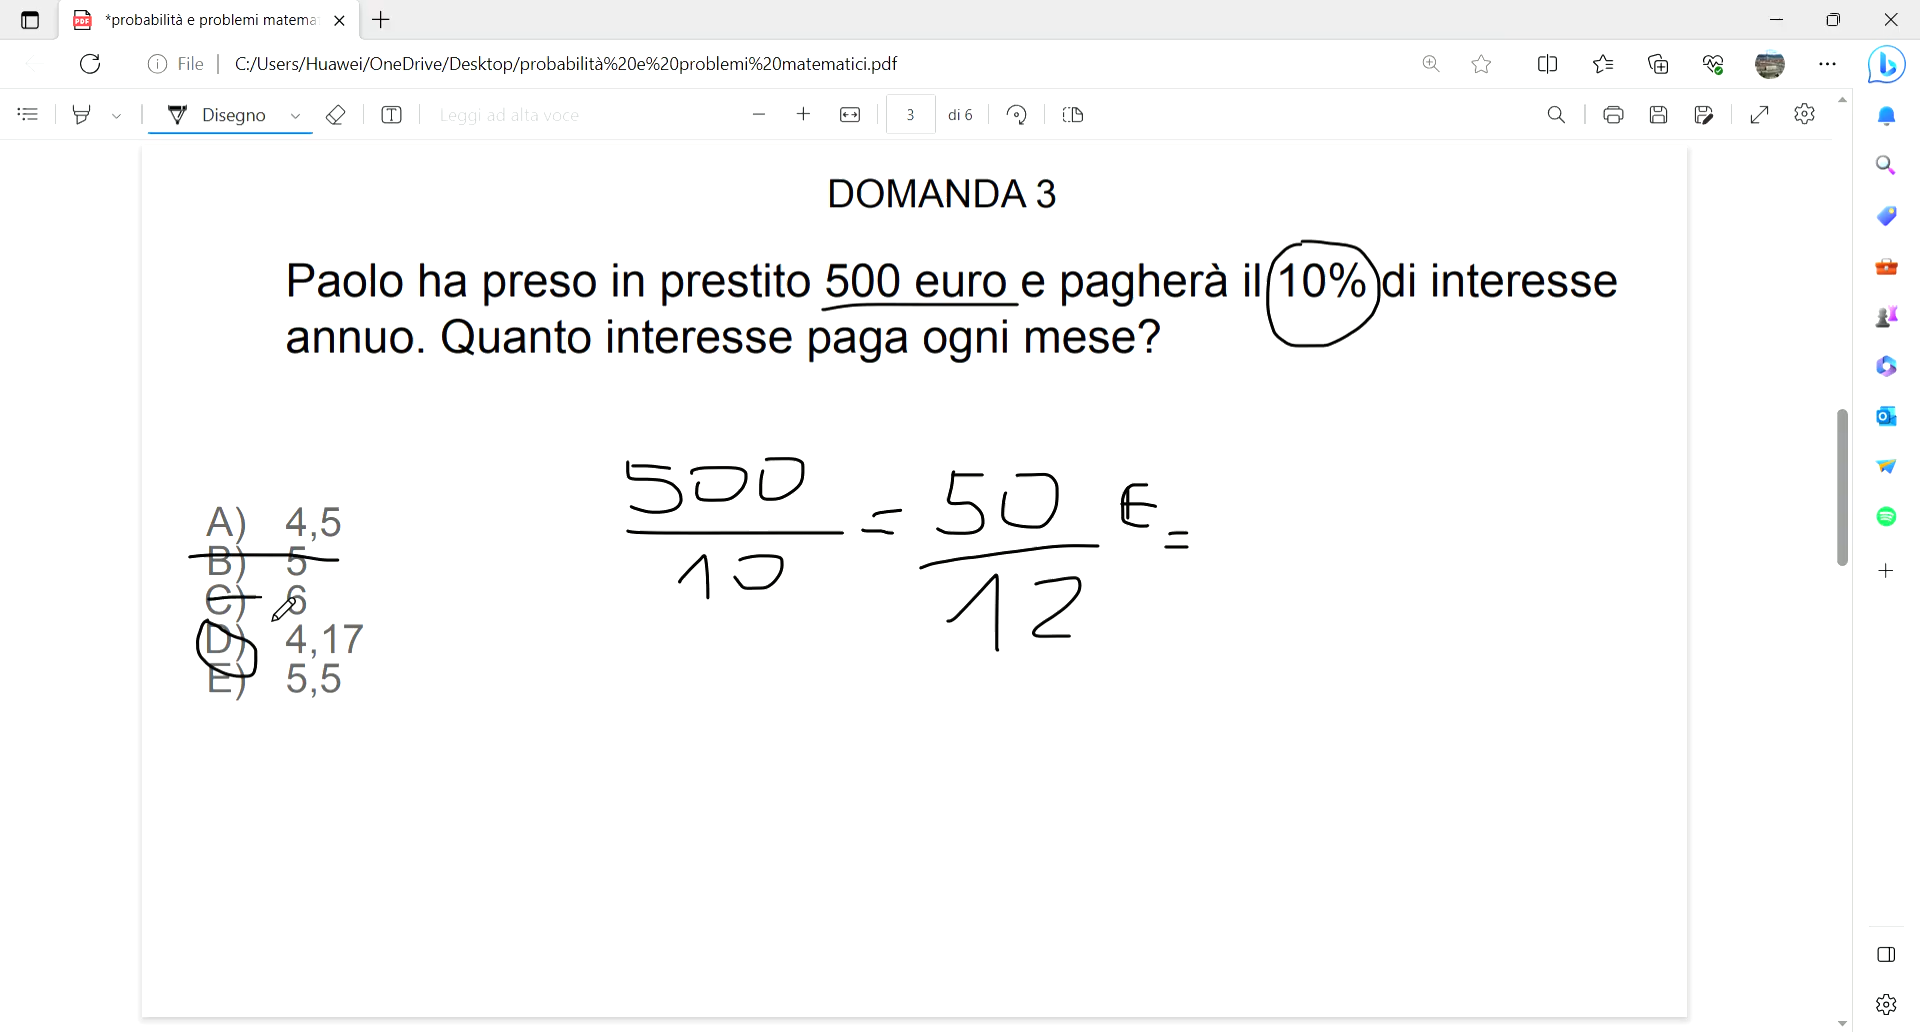 *probabilità e problemi matema
File
C:/Users/Huawei/OneDrive/Desktop/probabilità%20e%20problemi%20matematici.pdf
Disegno
Leggi ad alta voce
3
di 6
DOMANDA 3
Paolo ha preso in prestito 500 euro e pagherà il 10% di interesse
annuo. Quanto interesse paga ogni mese?
A) 4,5
B) 5
C) 6
D) 4,17
E) 5,5
500
10
=
50 €
12
=